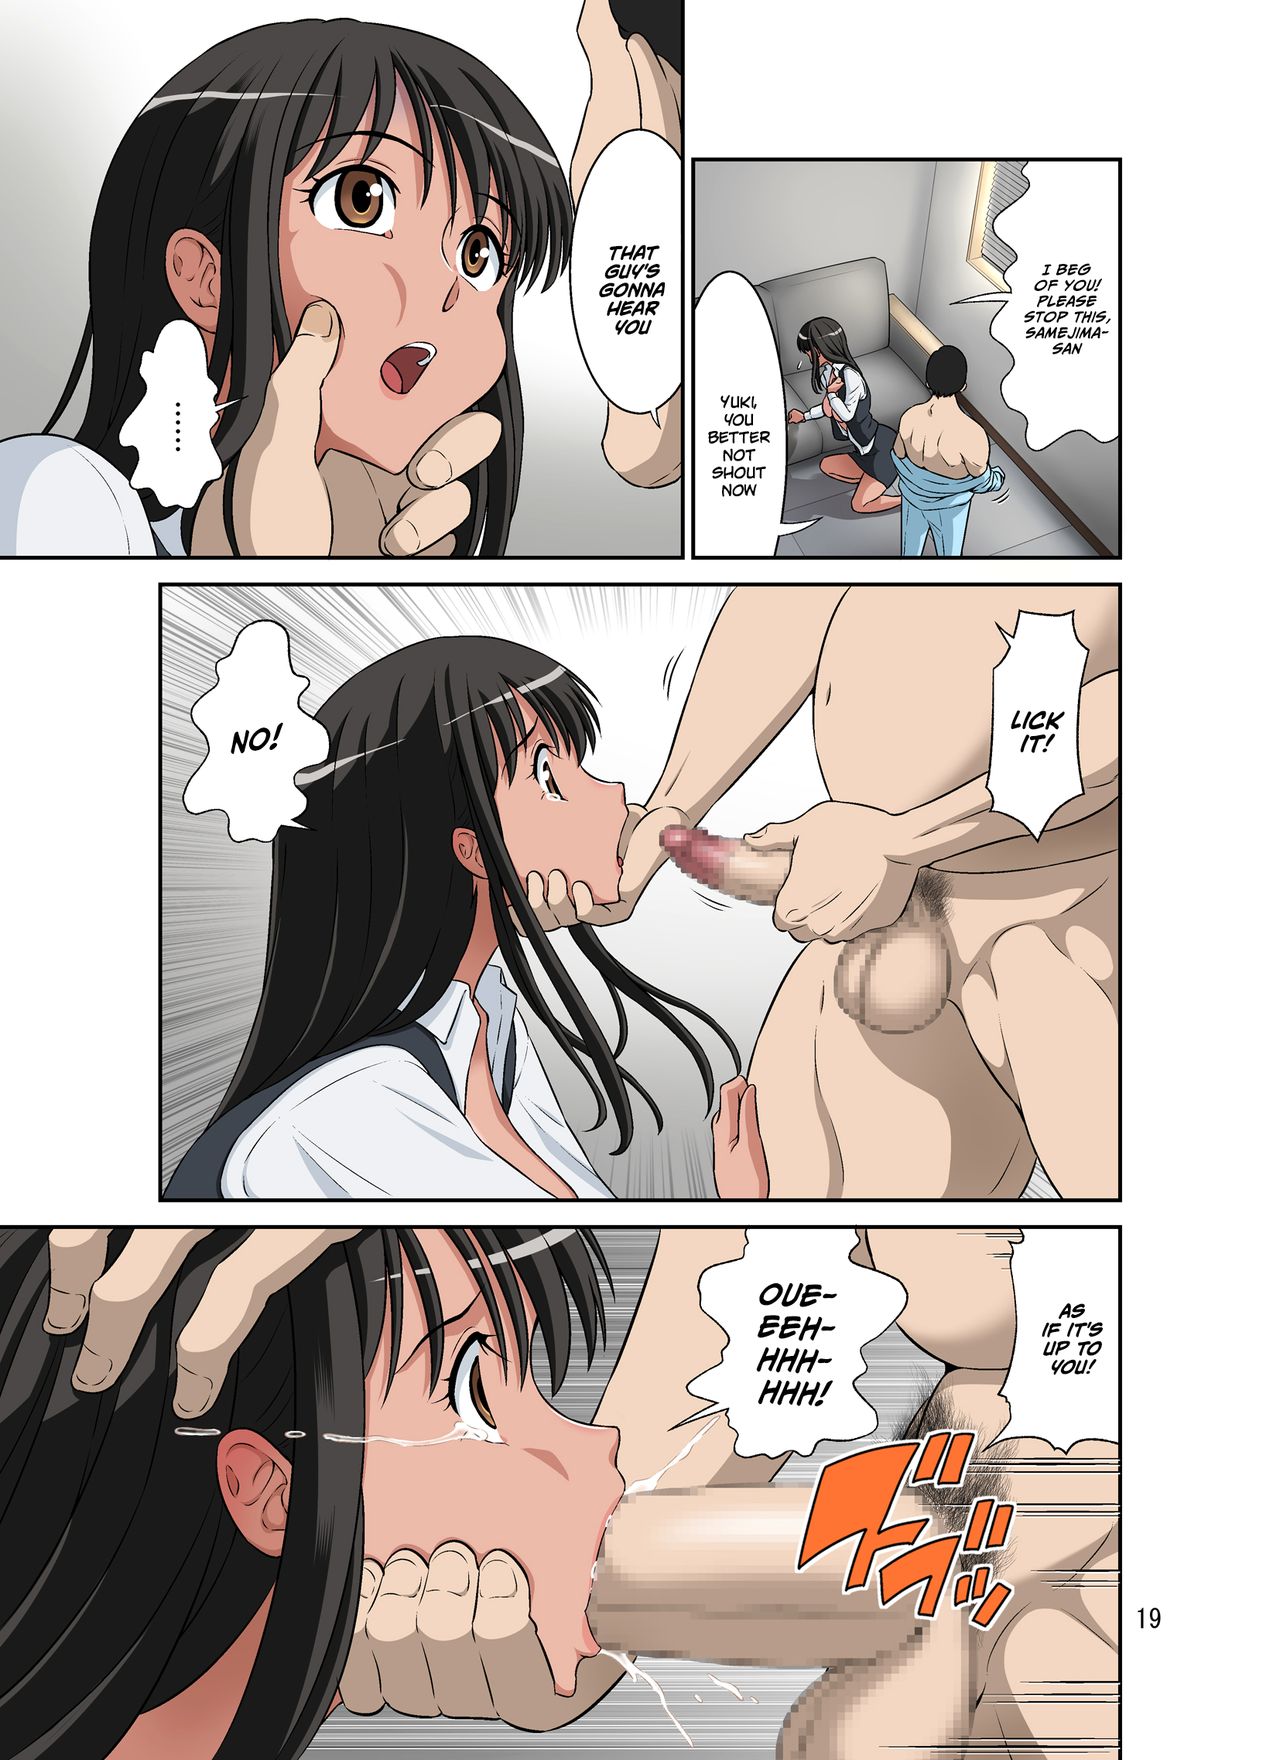 I BEG
OF YOU!
PLEASE
STOP THIS,
SAMEJIMA-
SAN
YUKI,
YOU
BETTER
NOT
SHOUT
NOW
THAT
GUY'S
GONNA
HEAR
YOU
......
LICK
IT!
NO!
AS
IF IT'S
UP TO
YOU!
OUE-
EEH-
HHH-
HHH!
ズブズッ
19